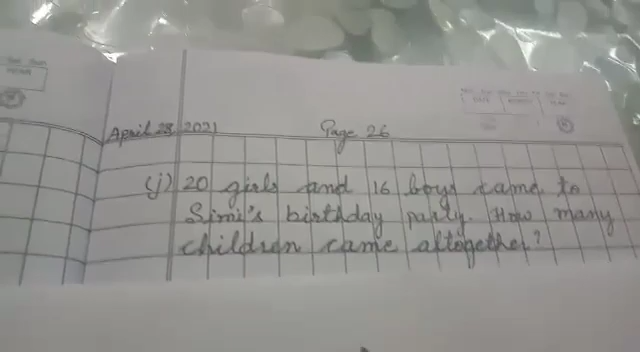 April 28 2021 Page 26
(j) 20 girls and 16 boys came to
Simi's birthday party. How many
children came altogether?